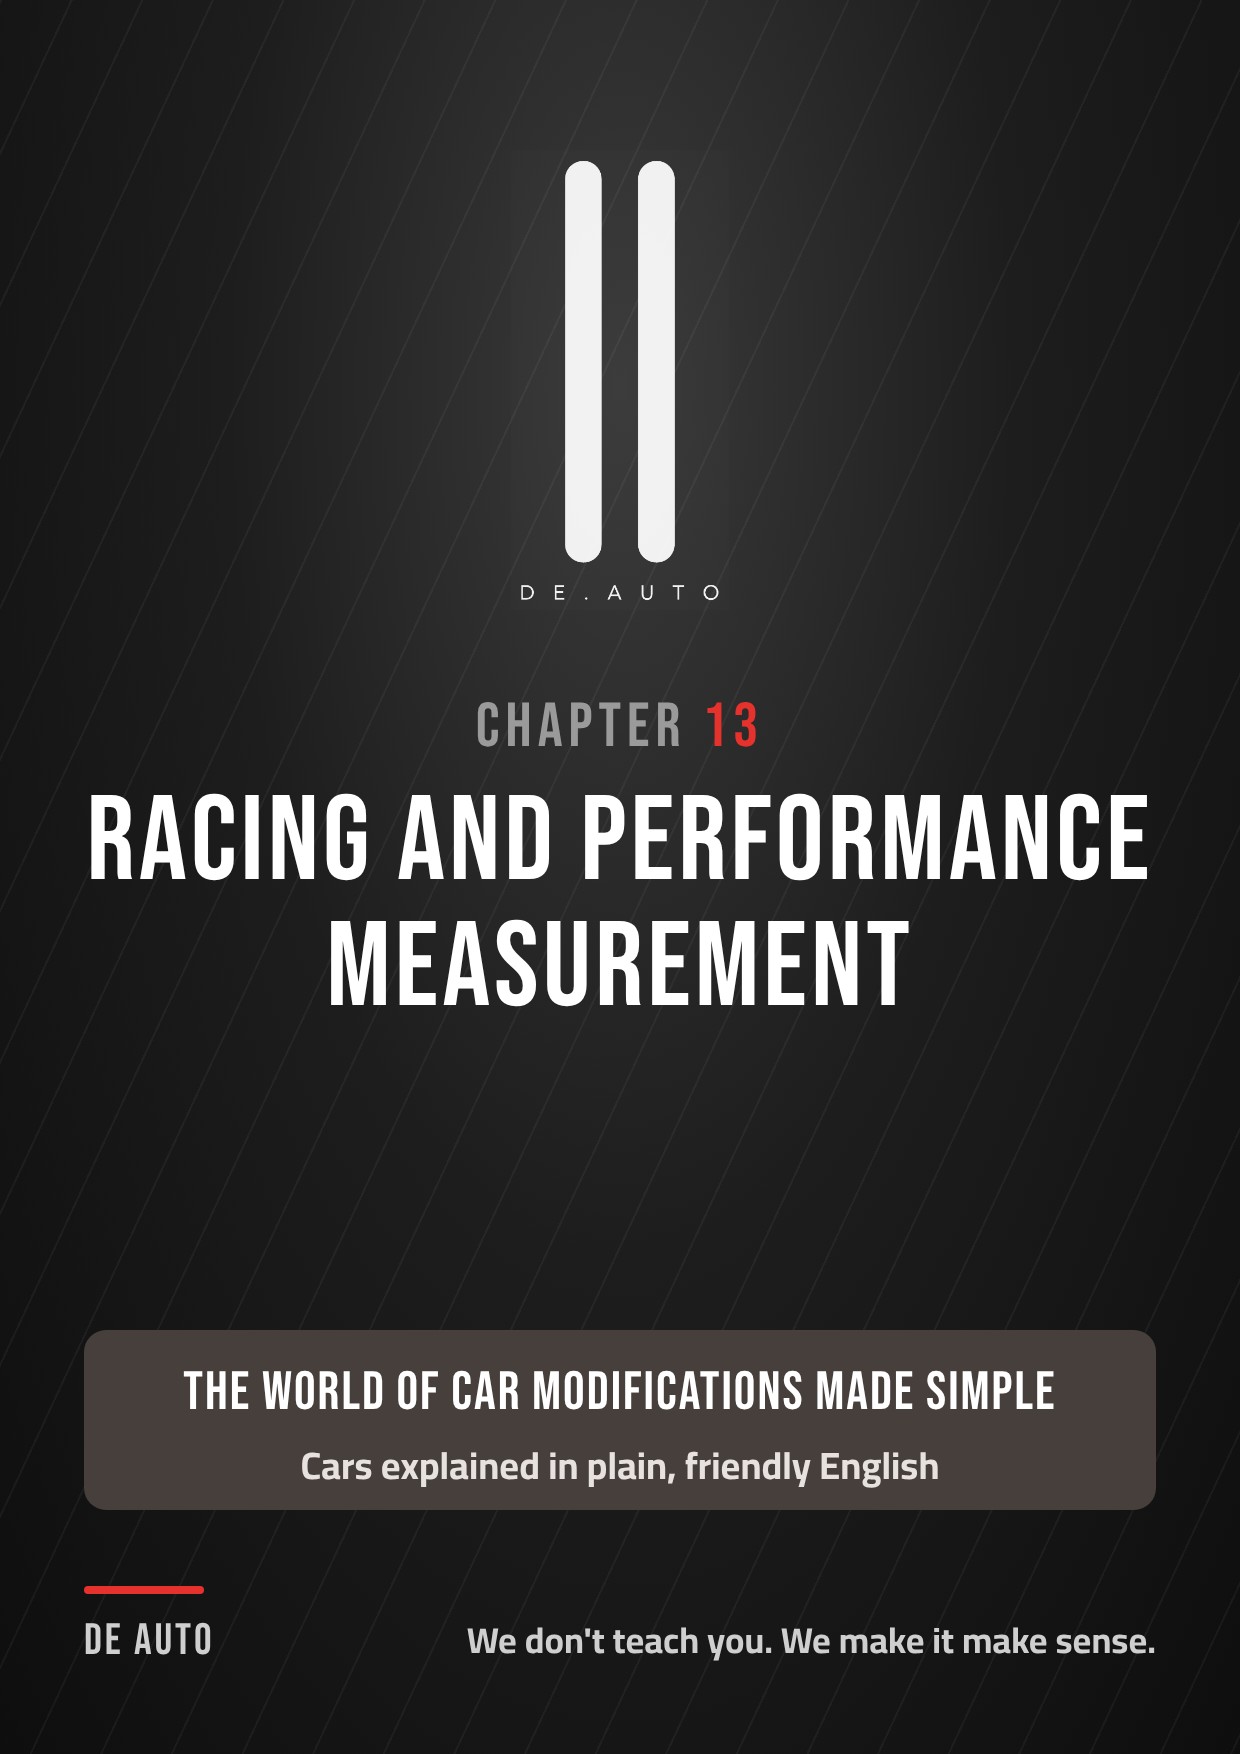 DE.AUTO
CHAPTER 13
RACING AND PERFORMANCE
MEASUREMENT
THE WORLD OF CAR MODIFICATIONS MADE SIMPLE
Cars explained in plain, friendly English
DE AUTO
We don't teach you. We make it make sense.